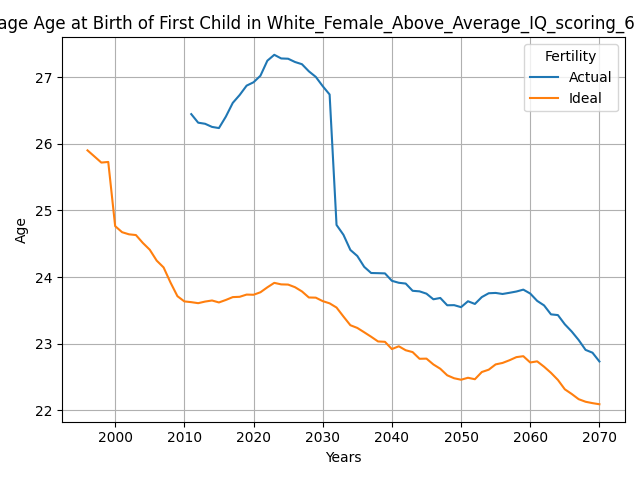 age Age at Birth of First Child in White_Female_Above_Average_IQ_scoring_6
Fertility
Actual
Ideal
27
26
25
24
23
22
Age
2000
2010
2020
2030
2040
2050
2060
2070
Years